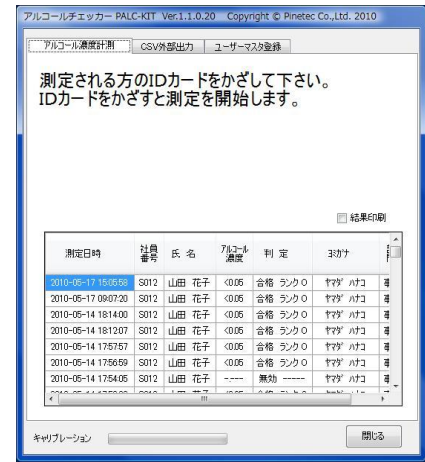 アルコールチェッカー PALC-KIT Ver.1.1.0.20 Copyright © Pinetec Co.,Ltd. 2010
アルコール濃度計測 CSV外部出力 ユーザーマスタ登録
測定される方のIDカードをかざして下さい。
IDカードをかざすと測定を開始します。
結果印刷
測定日時 社員番号 氏 名 アルコール濃度 判 定 ヨミガナ
2010-05-17 15:05:58 S012 山田 花子 <0.05 合格 ランク0 ヤマダ ハナコ
2010-05-17 09:07:20 S012 山田 花子 <0.05 合格 ランク0 ヤマダ ハナコ
2010-05-14 18:14:00 S012 山田 花子 <0.05 合格 ランク0 ヤマダ ハナコ
2010-05-14 18:12:07 S012 山田 花子 <0.05 合格 ランク0 ヤマダ ハナコ
2010-05-14 17:57:57 S012 山田 花子 <0.05 合格 ランク0 ヤマダ ハナコ
2010-05-14 17:56:59 S012 山田 花子 <0.05 合格 ランク0 ヤマダ ハナコ
2010-05-14 17:54:05 S012 山田 花子 -.---- 無効 ----- ヤマダ ハナコ
キャリブレーション 閉じる